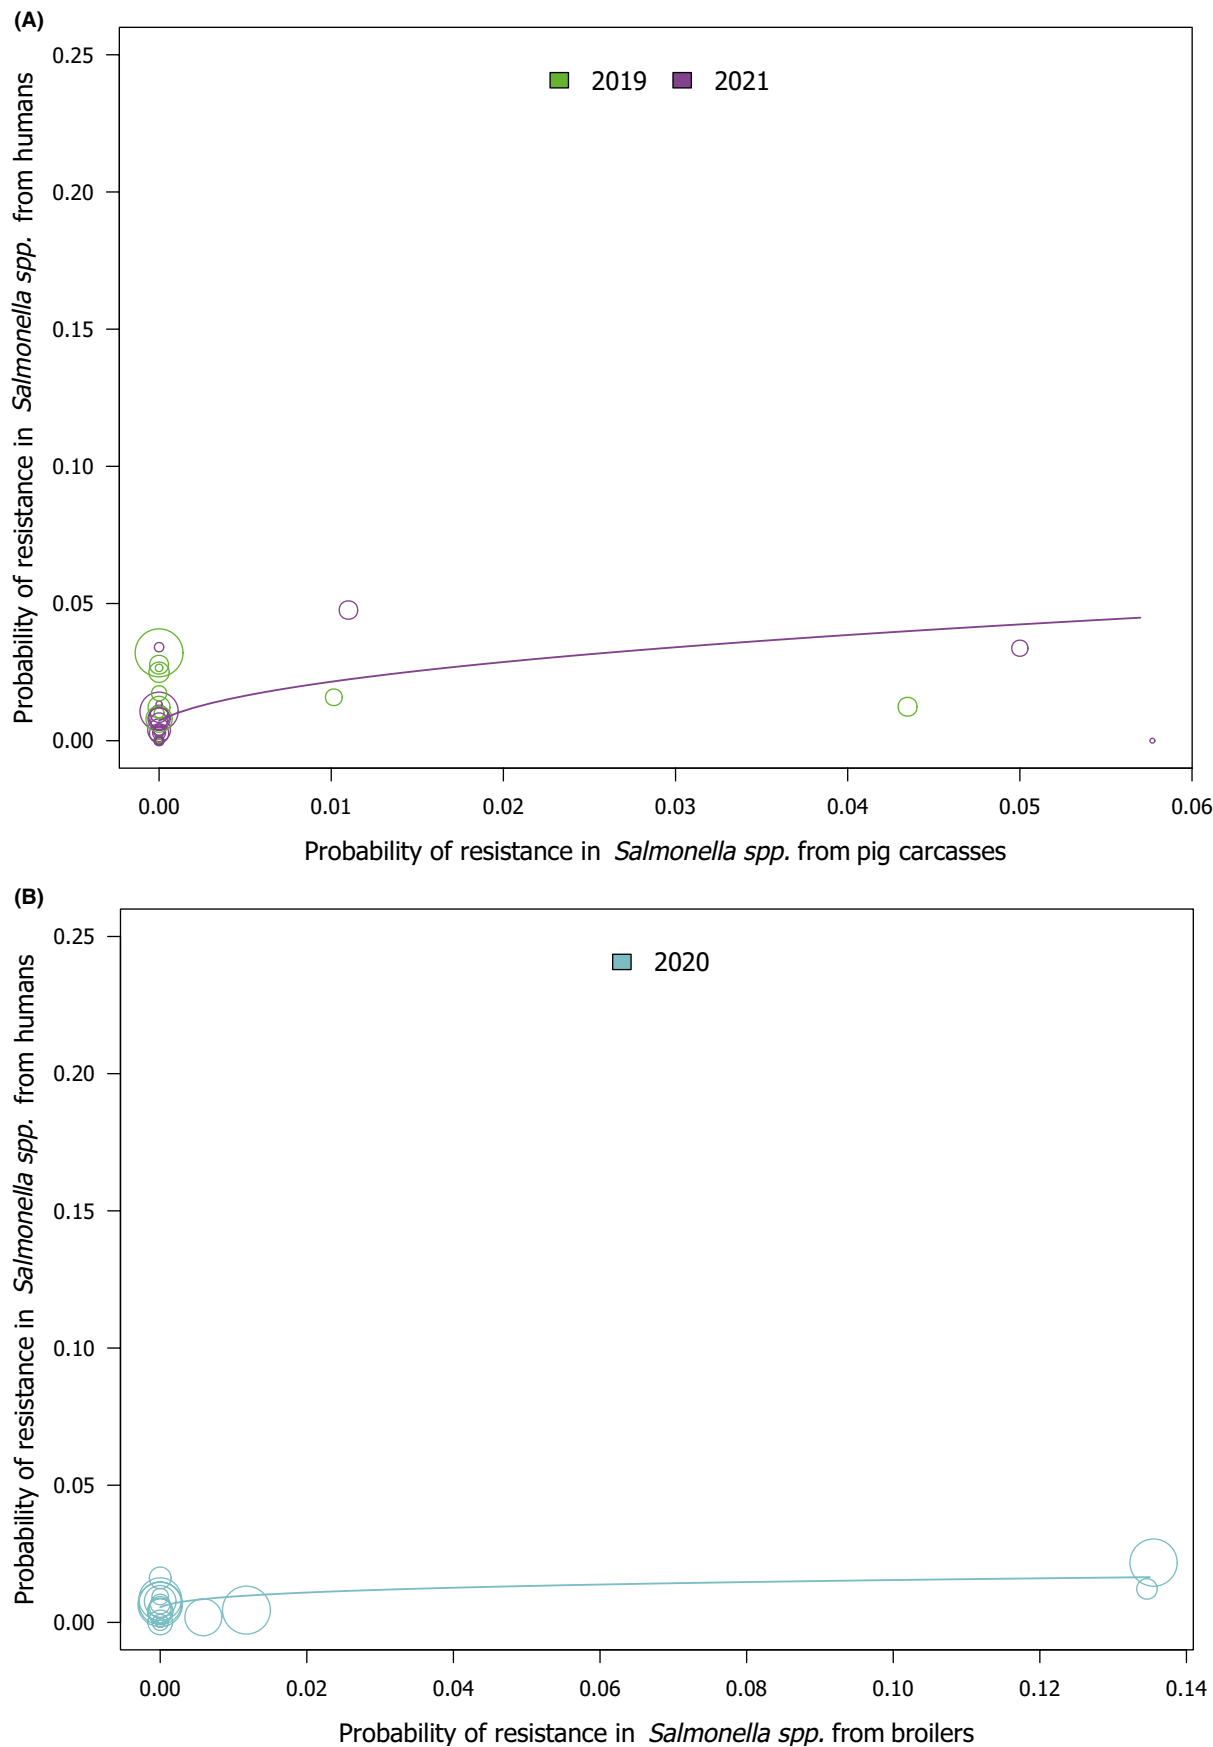 (A)
Probability of resistance in Salmonella spp. from humans
0.25
0.20
0.15
0.10
0.05
0.00
2019 2021
0.00 0.01 0.02 0.03 0.04 0.05 0.06
Probability of resistance in Salmonella spp. from pig carcasses
(B)
Probability of resistance in Salmonella spp. from humans
0.25
0.20
0.15
0.10
0.05
0.00
2020
0.00 0.02 0.04 0.06 0.08 0.10 0.12 0.14
Probability of resistance in Salmonella spp. from broilers